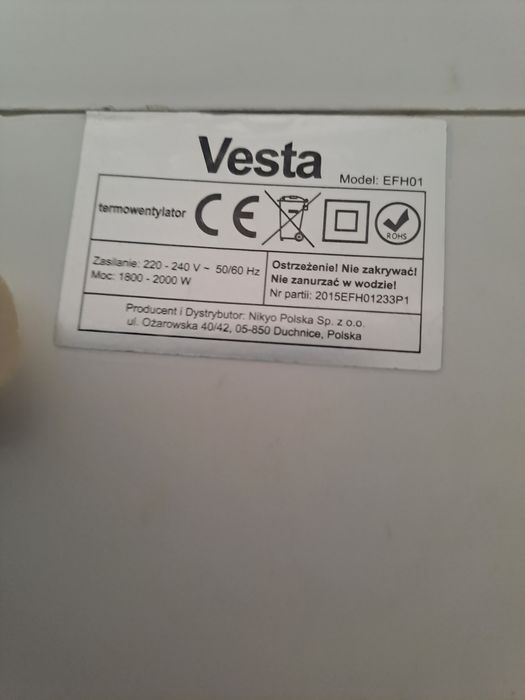 Vesta
Model: EFH01
termowentylator CE ROHS
Zasilanie: 220 - 240 V ~ 50/60 Hz
Moc: 1800 - 2000 W
Ostrzeżenie! Nie zakrywać!
Nie zanurzać w wodzie!
Nr partii: 2015EFH01233P1
Producent i Dystrybutor: Nikyo Polska Sp. z o.o.
ul. Ożarowska 40/42, 05-850 Duchnice, Polska